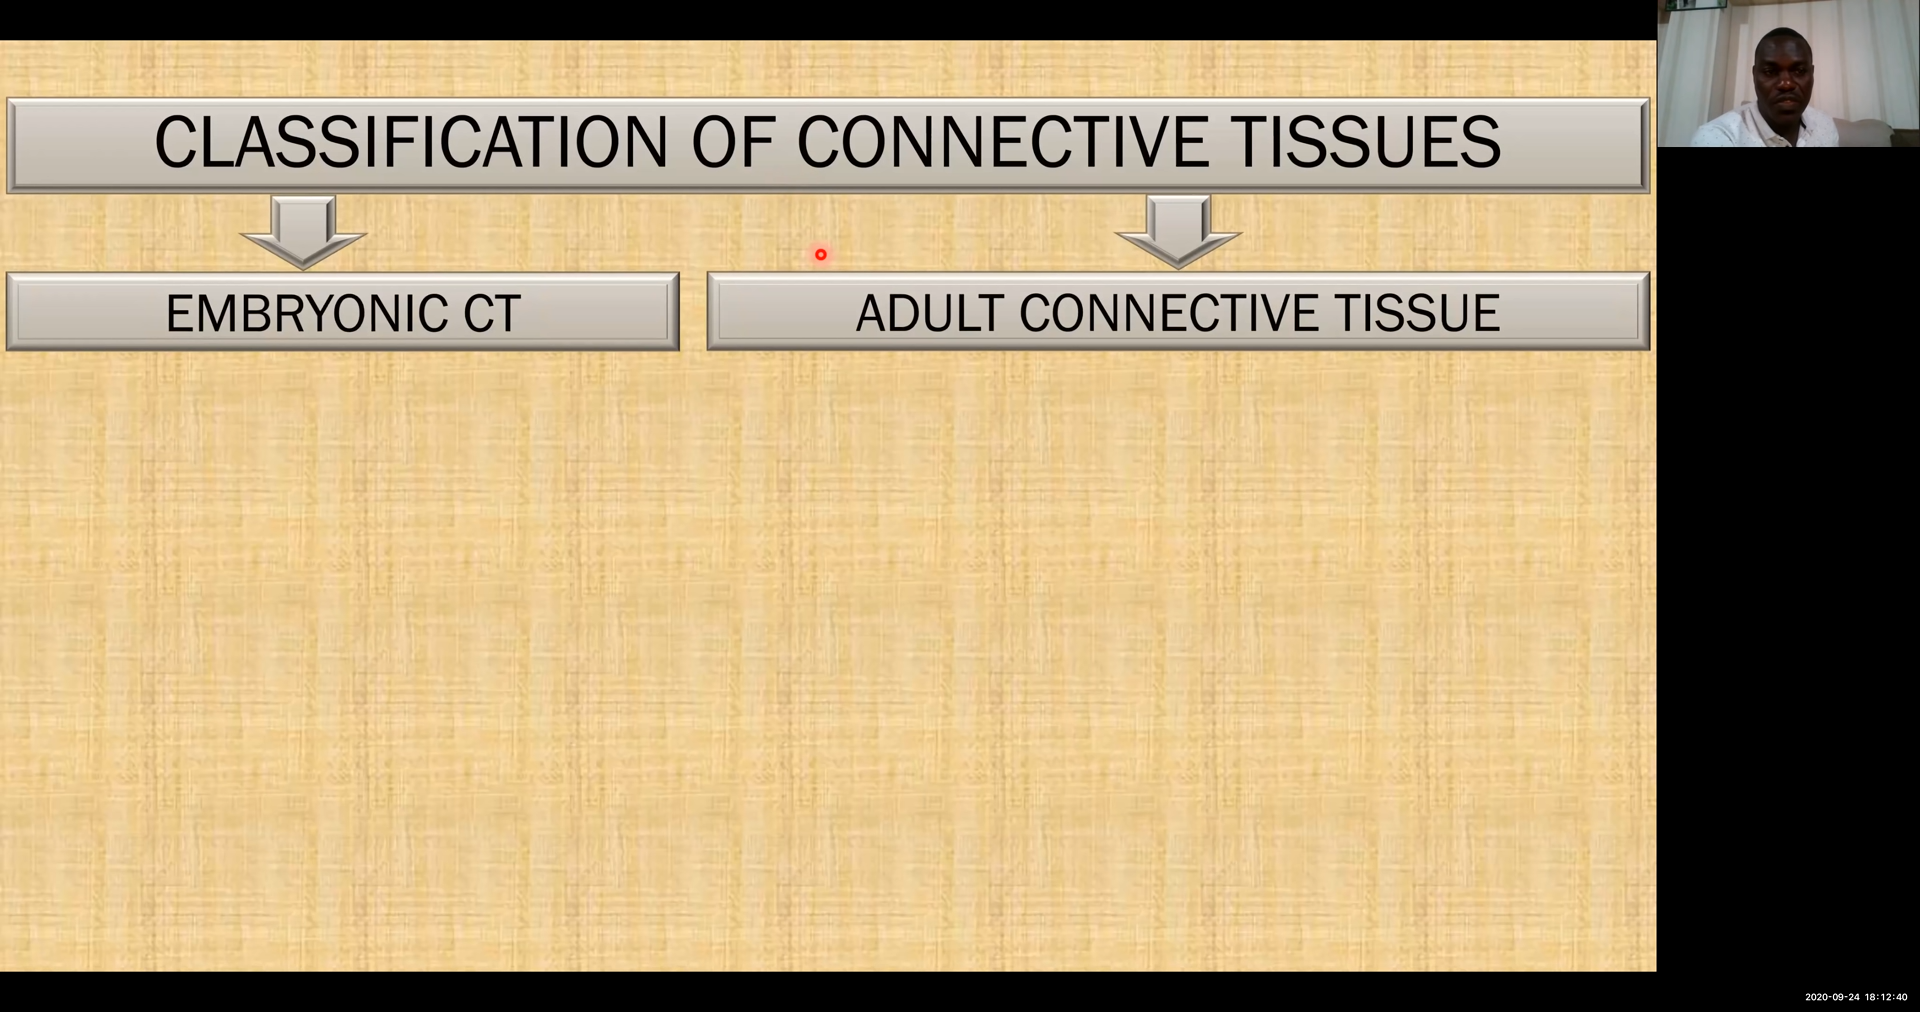 CLASSIFICATION OF CONNECTIVE TISSUES
EMBRYONIC CT
ADULT CONNECTIVE TISSUE
2020-09-24 18:12:40